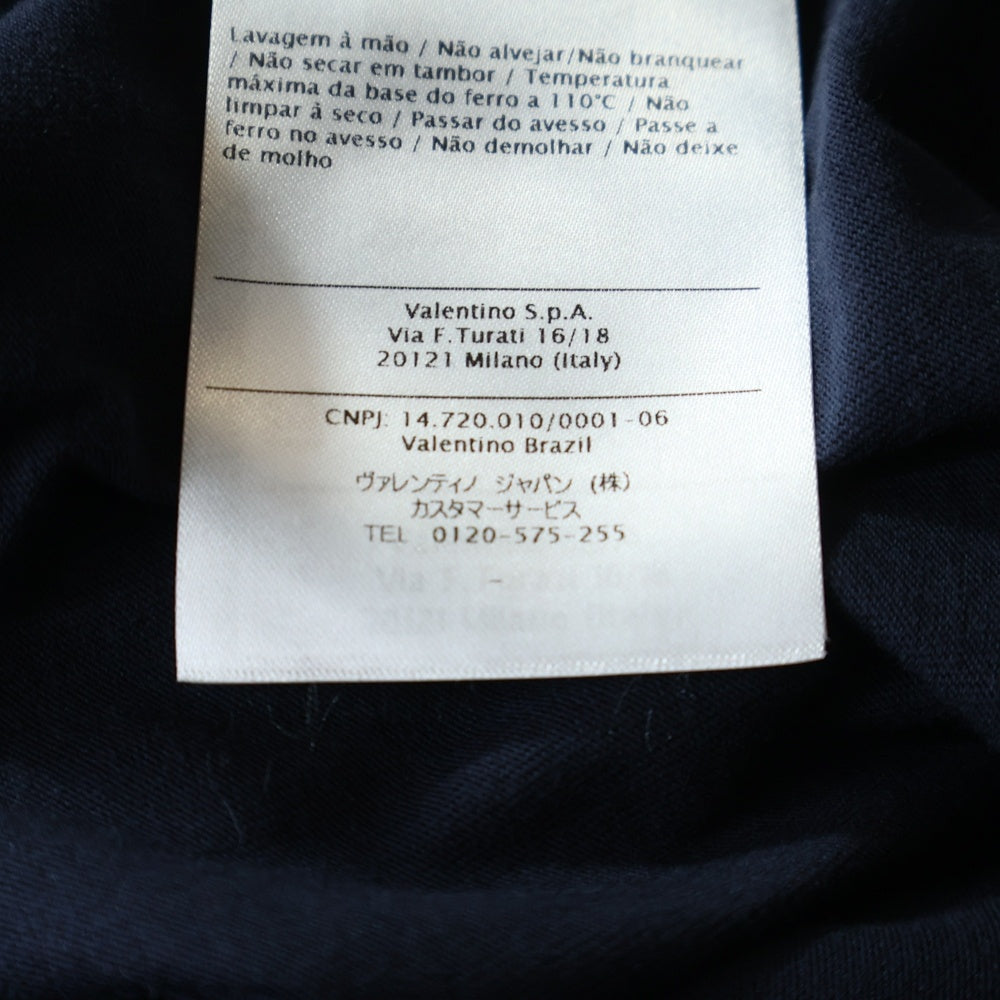 Lavagem à mão / Não alvejar/Não branquear
/ Não secar em tambor / Temperatura
máxima da base do ferro a 110°C / Não
limpar à seco / Passar do avesso / Passe a
ferro no avesso / Não demolhar / Não deixe
de molho
Valentino S.p.A.
Via F.Turati 16/18
20121 Milano (Italy)
CNPJ: 14.720.010/0001-06
Valentino Brazil
ヴァレンティノ ジャパン (株)
カスタマーサービス
TEL 0120-575-255
-